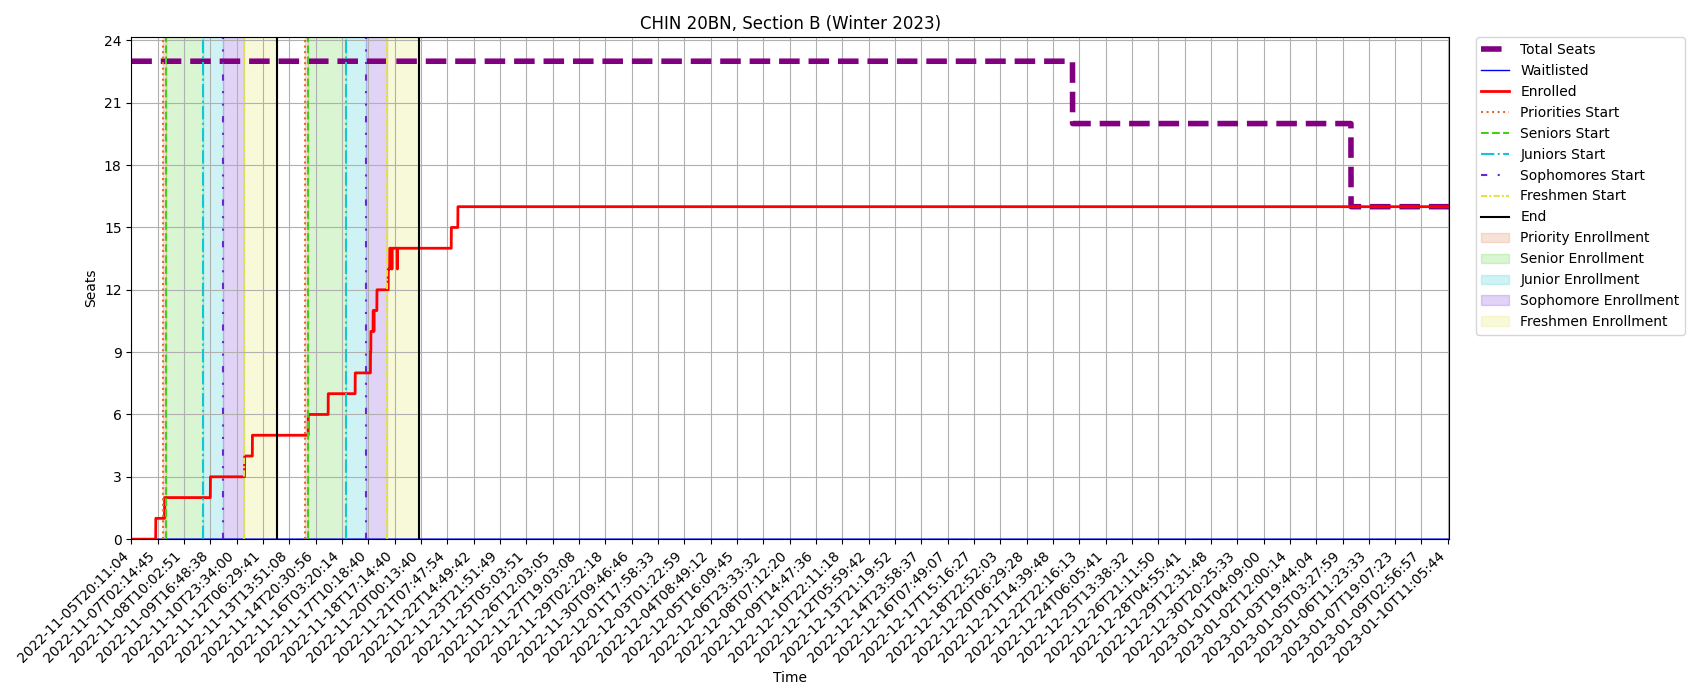 CHIN 20BN, Section B (Winter 2023)
24
21
18
15
12
9
6
3
0
Seats
2022-11-05T20:11:04
2022-11-07T02:14:45
2022-11-08T10:02:51
2022-11-09T16:48:38
2022-11-10T23:34:00
2022-11-12T06:29:41
2022-11-13T13:51:08
2022-11-14T20:30:56
2022-11-16T03:20:14
2022-11-17T10:18:40
2022-11-18T17:14:40
2022-11-20T00:13:40
2022-11-21T07:47:54
2022-11-22T14:49:42
2022-11-23T21:51:49
2022-11-25T05:03:51
2022-11-26T12:03:05
2022-11-27T19:03:08
2022-11-29T02:22:18
2022-11-30T09:46:46
2022-12-01T17:58:33
2022-12-03T01:22:59
2022-12-04T08:49:12
2022-12-05T16:09:45
2022-12-06T23:33:32
2022-12-08T07:12:20
2022-12-09T14:47:36
2022-12-10T22:11:18
2022-12-12T05:59:42
2022-12-13T21:19:52
2022-12-14T23:58:37
2022-12-16T07:49:07
2022-12-17T15:16:27
2022-12-18T22:52:03
2022-12-20T06:29:28
2022-12-21T14:39:48
2022-12-22T22:16:13
2022-12-24T06:05:41
2022-12-25T13:38:32
2022-12-26T21:11:50
2022-12-28T04:55:41
2022-12-29T12:31:48
2022-12-30T20:25:33
2023-01-01T04:09:00
2023-01-02T12:00:14
2023-01-03T19:44:04
2023-01-05T03:27:59
2023-01-06T11:23:33
2023-01-07T19:07:23
2023-01-09T02:56:57
2023-01-10T11:05:44
Time
Total Seats
Waitlisted
Enrolled
Priorities Start
Seniors Start
Juniors Start
Sophomores Start
Freshmen Start
End
Priority Enrollment
Senior Enrollment
Junior Enrollment
Sophomore Enrollment
Freshmen Enrollment